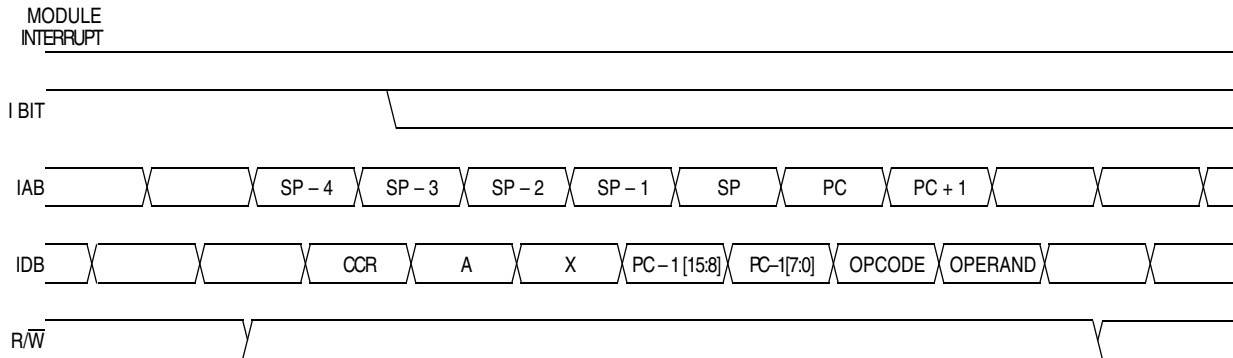 MODULE
INTERRUPT
I BIT
IAB SP – 4 SP – 3 SP – 2 SP – 1 SP PC PC + 1
IDB CCR A X PC – 1 [15:8] PC–1[7:0] OPCODE OPERAND
R/W̅